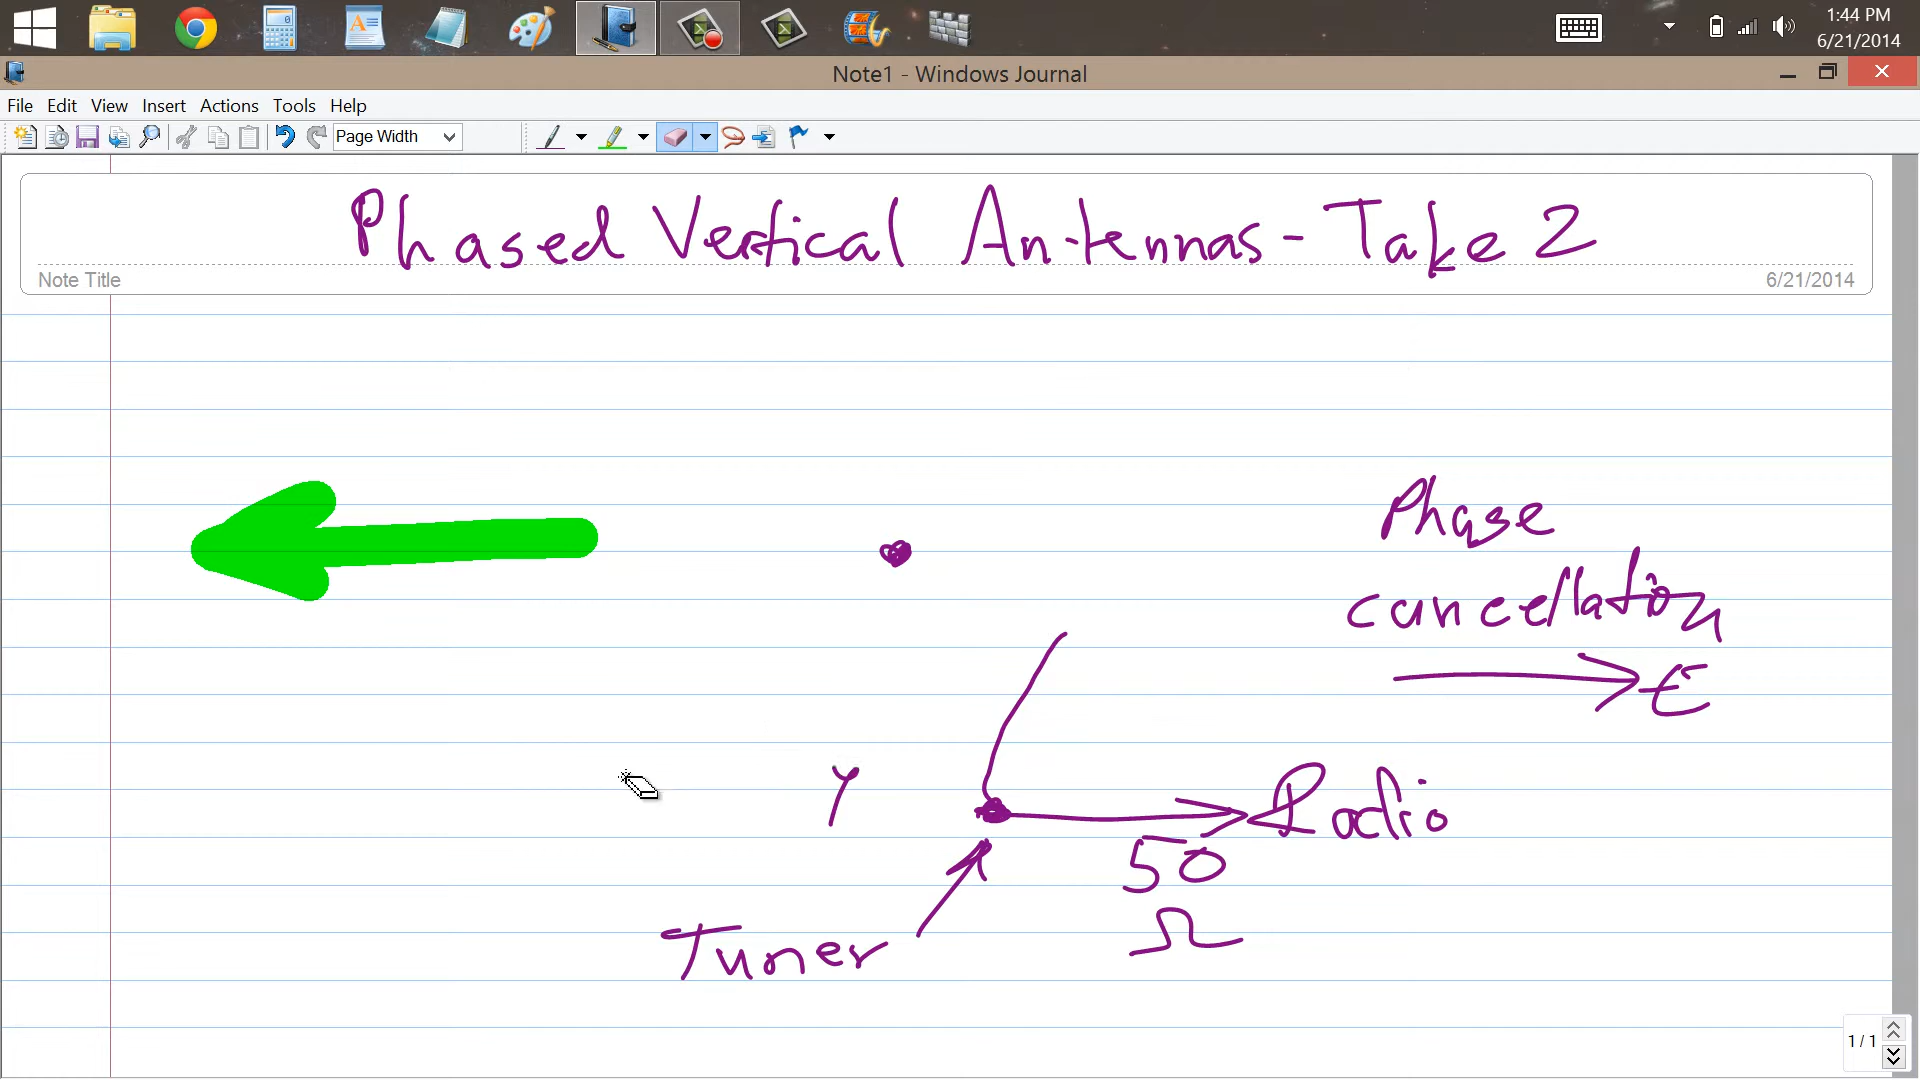 1:44 PM
6/21/2014
Note1 - Windows Journal
File Edit View Insert Actions Tools Help
Page Width
Phased Vertical Antennas - Take 2
Note Title
6/21/2014
Phase
cancellation
E
Y
Radio
50
Ω
Tuner
1 / 1